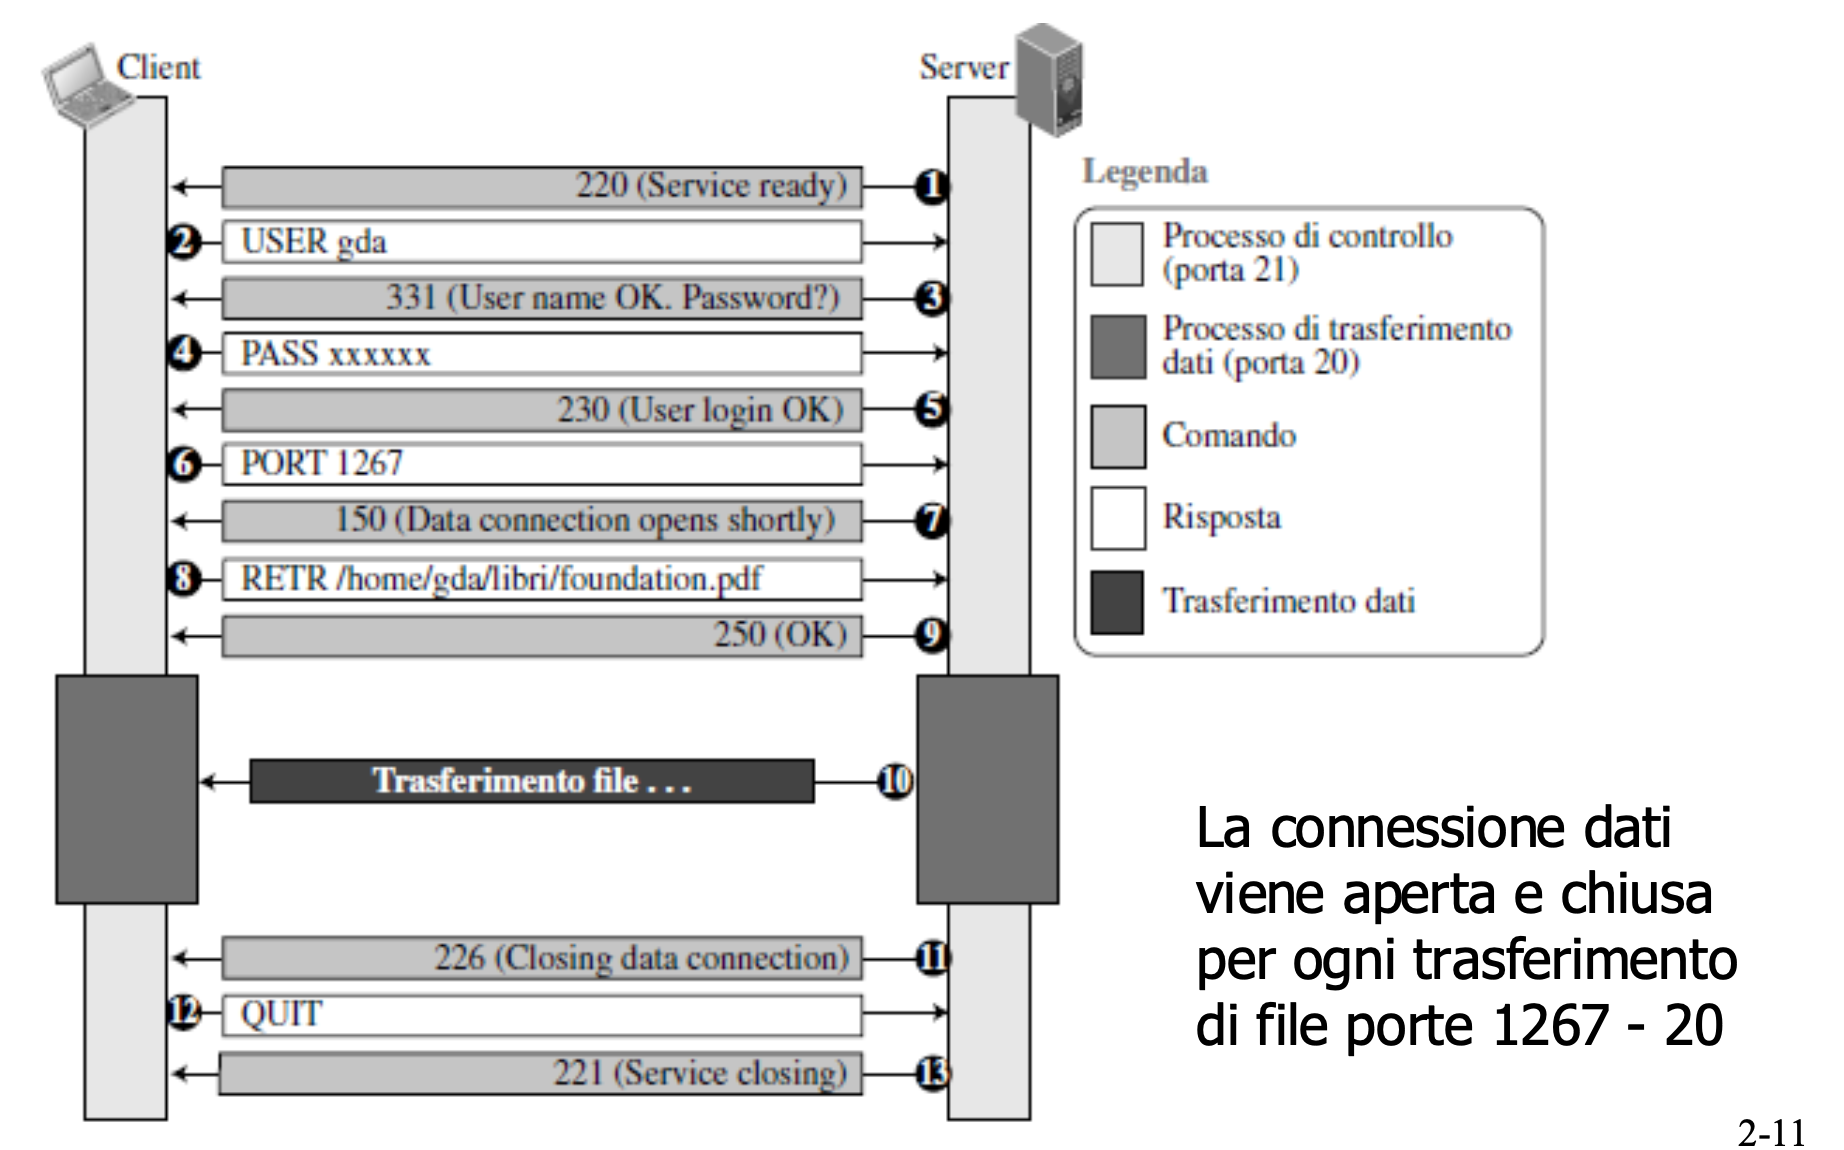 Client
Server
220 (Service ready)
1
2
USER gda
331 (User name OK. Password?)
3
4
PASS xxxxxx
230 (User login OK)
5
6
PORT 1267
150 (Data connection opens shortly)
7
8
RETR /home/gda/libri/foundation.pdf
250 (OK)
9
Trasferimento file . . .
10
226 (Closing data connection)
11
12
QUIT
221 (Service closing)
13
Legenda
Processo di controllo
(porta 21)
Processo di trasferimento
dati (porta 20)
Comando
Risposta
Trasferimento dati
La connessione dati
viene aperta e chiusa
per ogni trasferimento
di file porte 1267 - 20
2-11